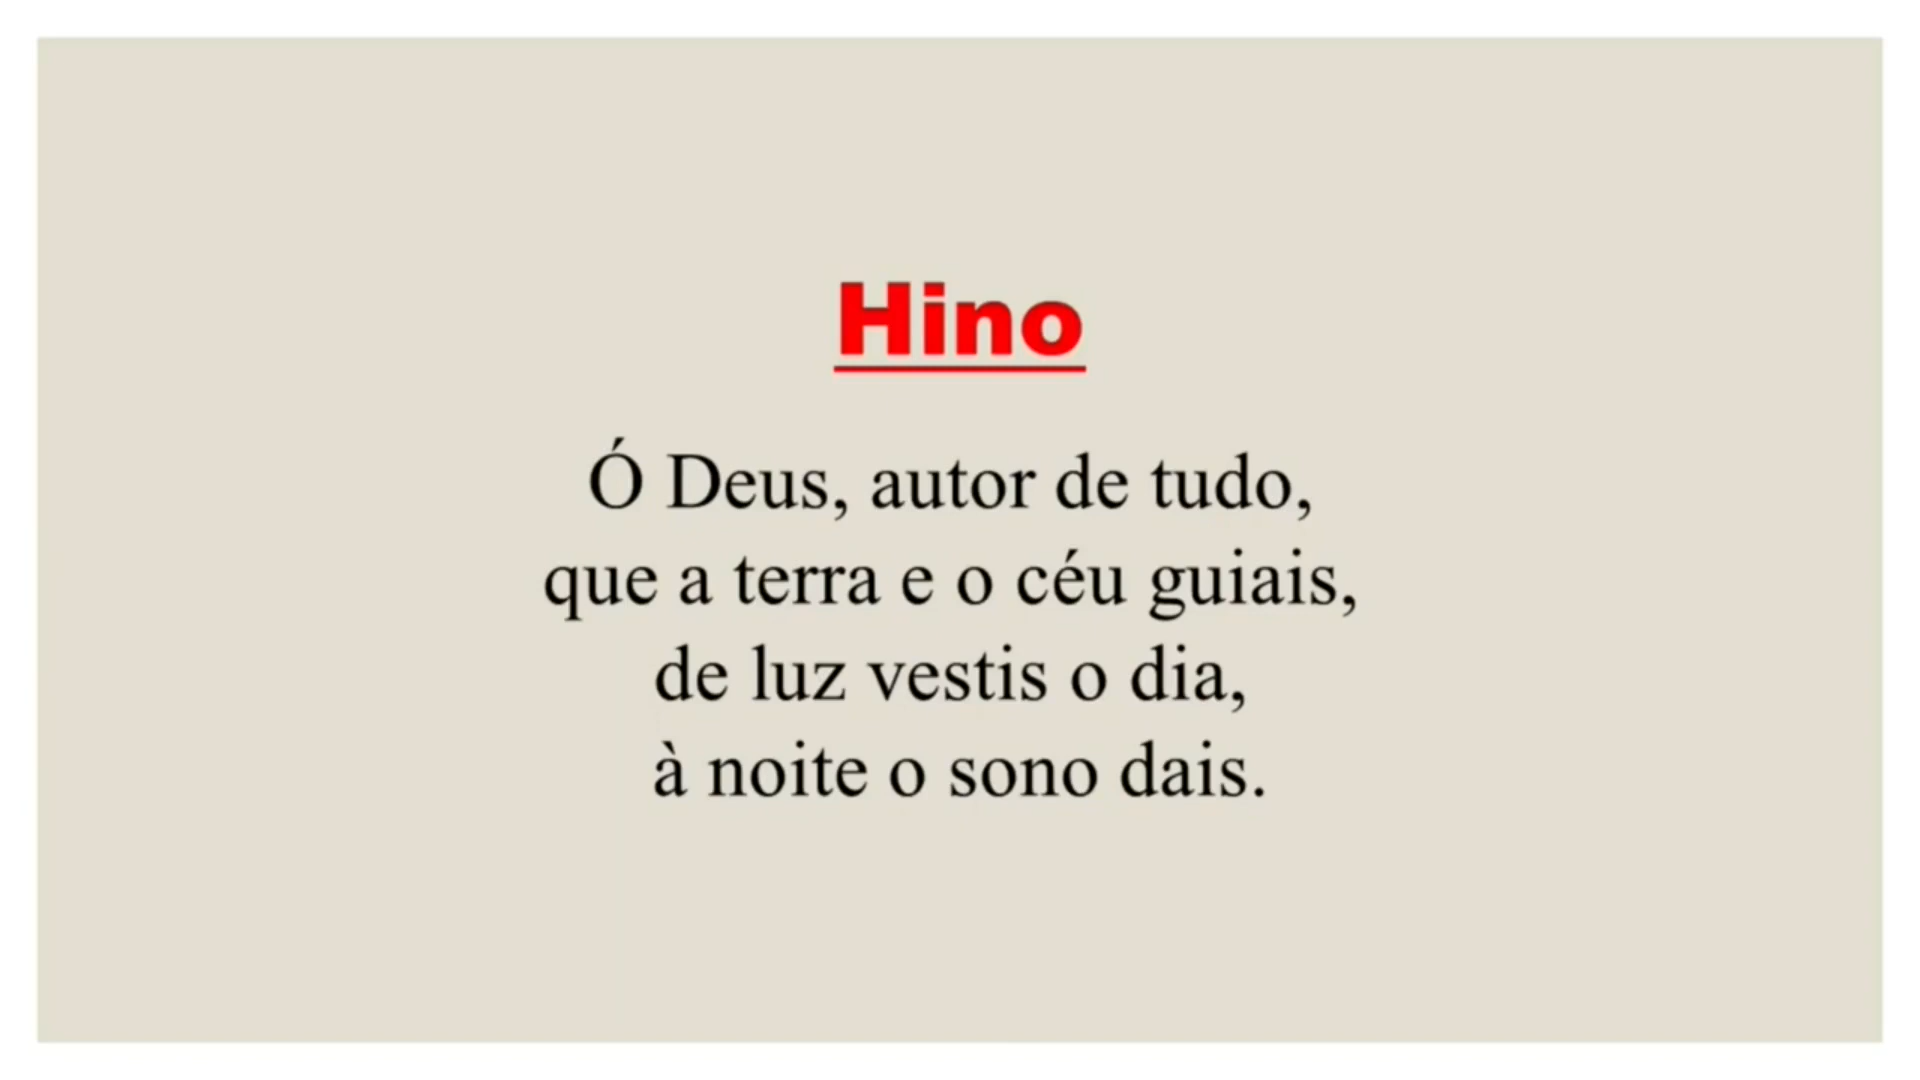 Hino
Ó Deus, autor de tudo,
que a terra e o céu guiais,
de luz vestis o dia,
à noite o sono dais.